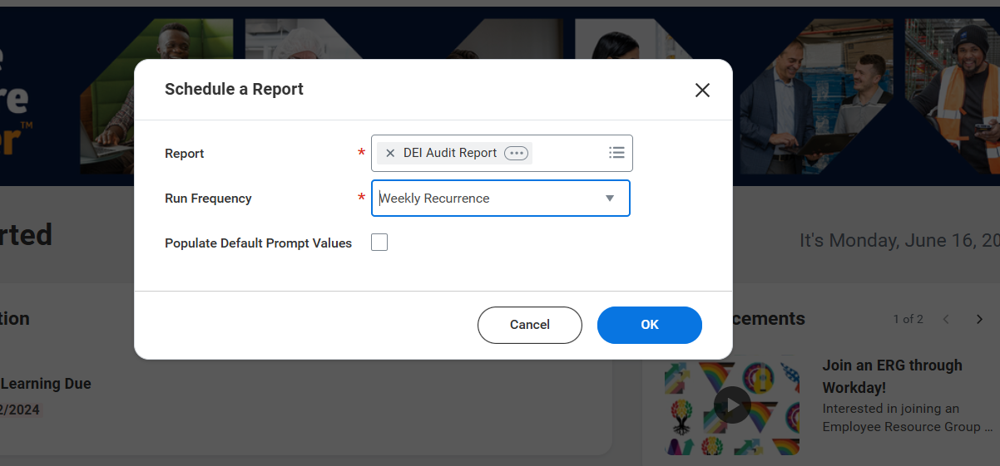 e
re
r™
Schedule a Report
Report *
DEI Audit Report
Run Frequency *
Weekly Recurrence
Populate Default Prompt Values
Cancel
OK
rted
It's Monday, June 16, 20
tion
cements
1 of 2
Learning Due
2/2024
Join an ERG through
Workday!
Interested in joining an
Employee Resource Group ...